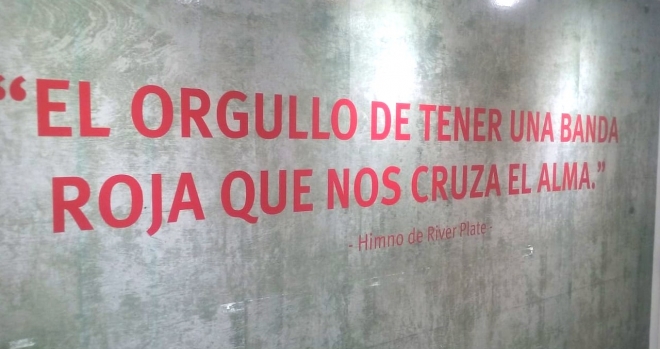 “EL ORGULLO DE TENER UNA BANDA
ROJA QUE NOS CRUZA EL ALMA.”
- Himno de River Plate -